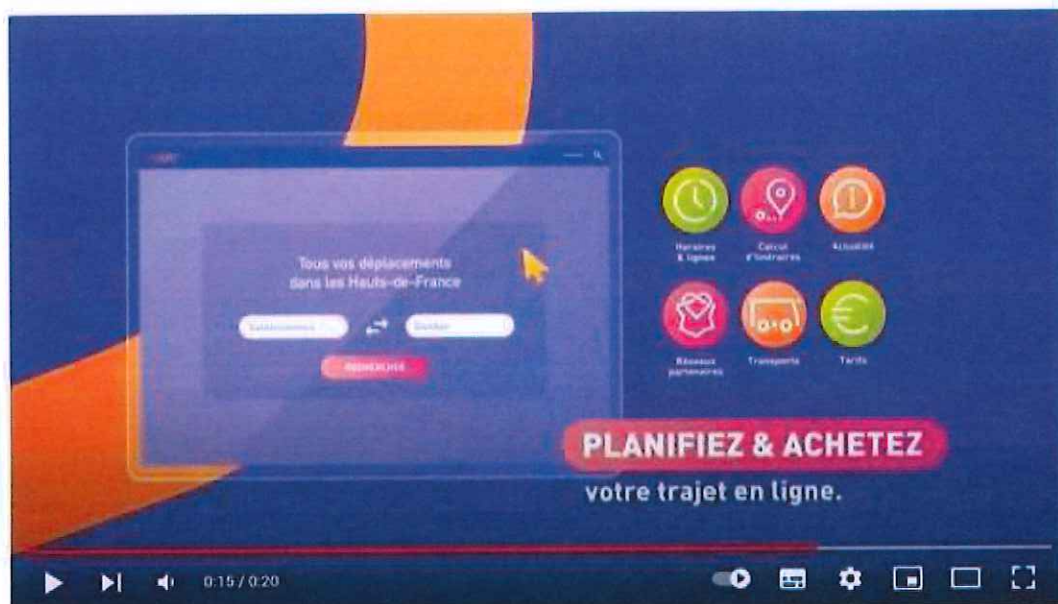 Tous vos déplacements
dans les Hauts-de-France
RECHERCHER
Horaires
& lignes
Calcul
d'itinéraires
Actualité
Réseaux
partenaires
Transports
Tarifs
PLANIFIEZ & ACHETEZ
votre trajet en ligne.
0:15 / 0:20